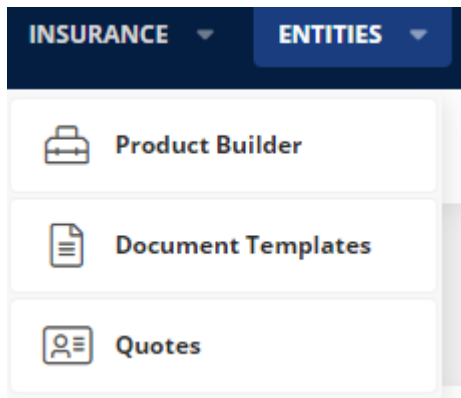 INSURANCE ENTITIES
Product Builder
Document Templates
Quotes